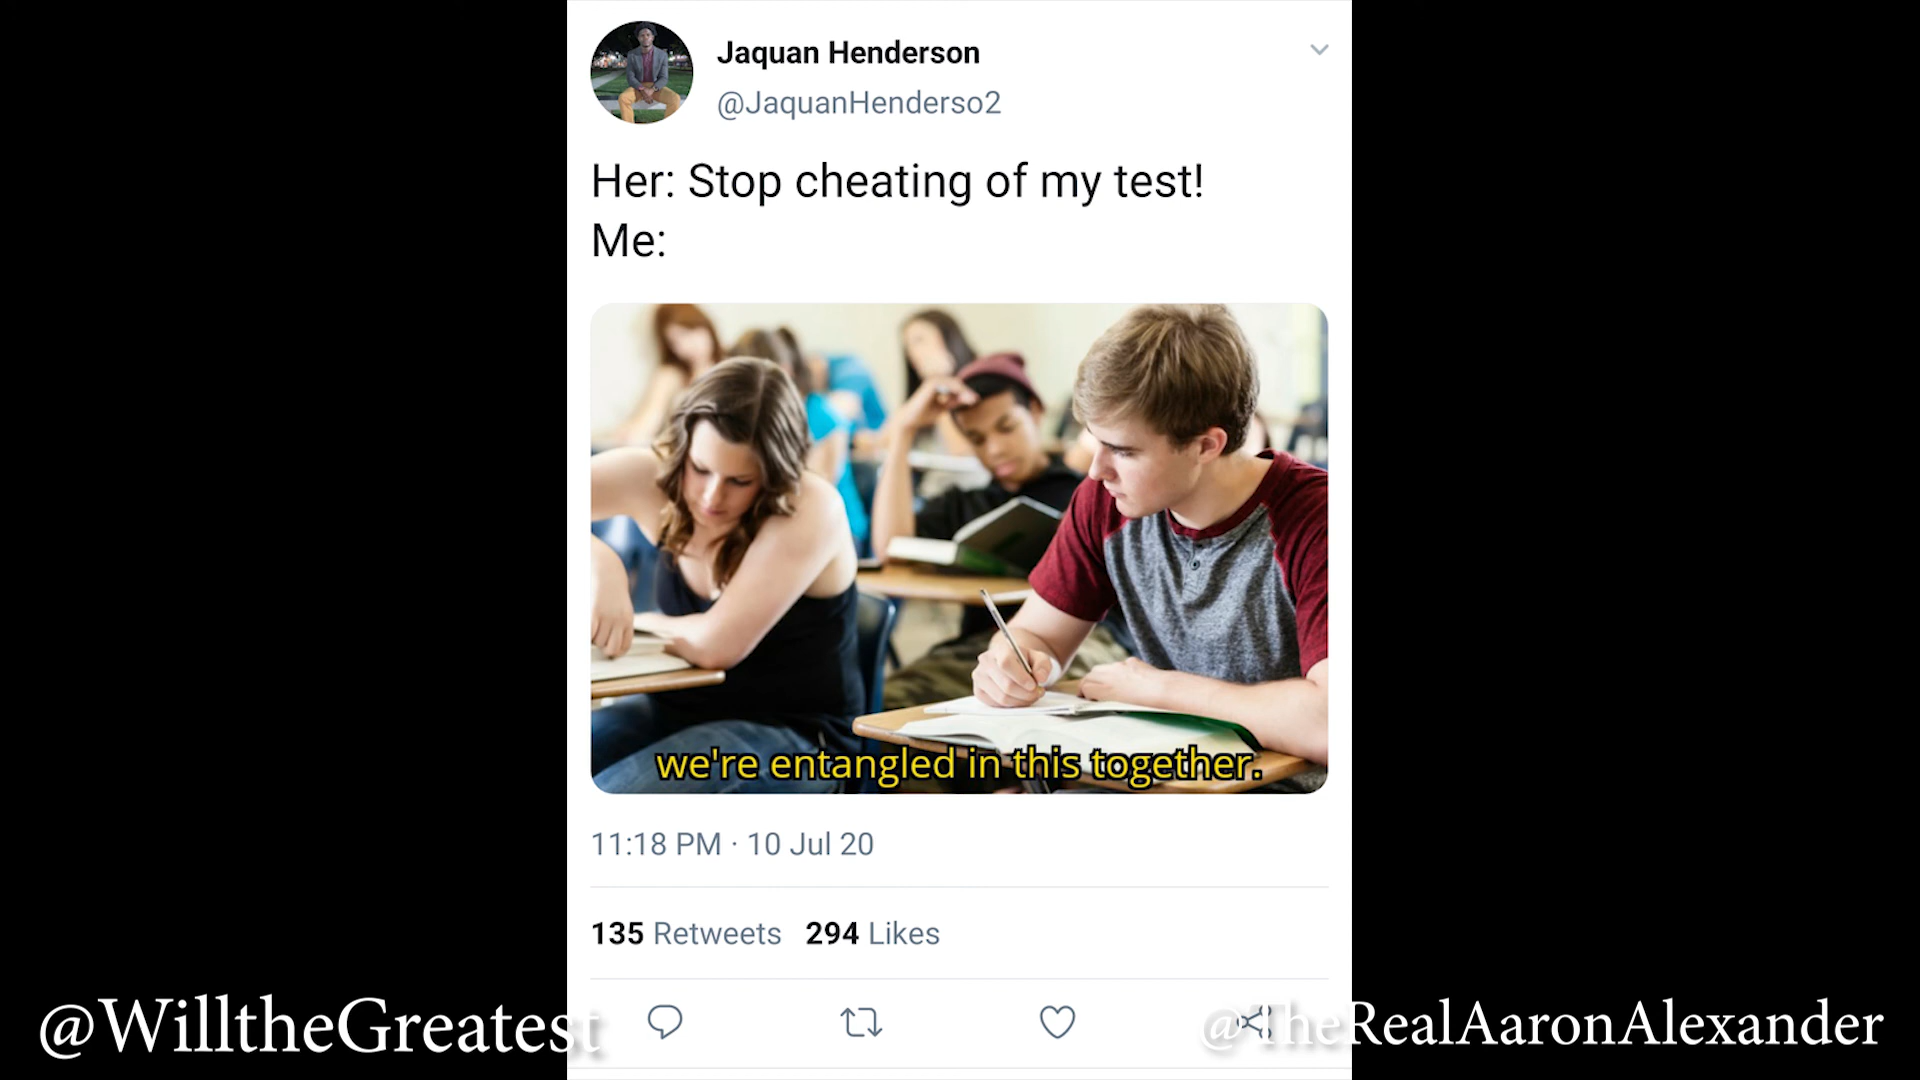 Jaquan Henderson
@JaquanHenderso2
Her: Stop cheating of my test!
Me:
we're entangled in this together.
11:18 PM · 10 Jul 20
135 Retweets 294 Likes
@WilltheGreatest
@TheRealAaronAlexander